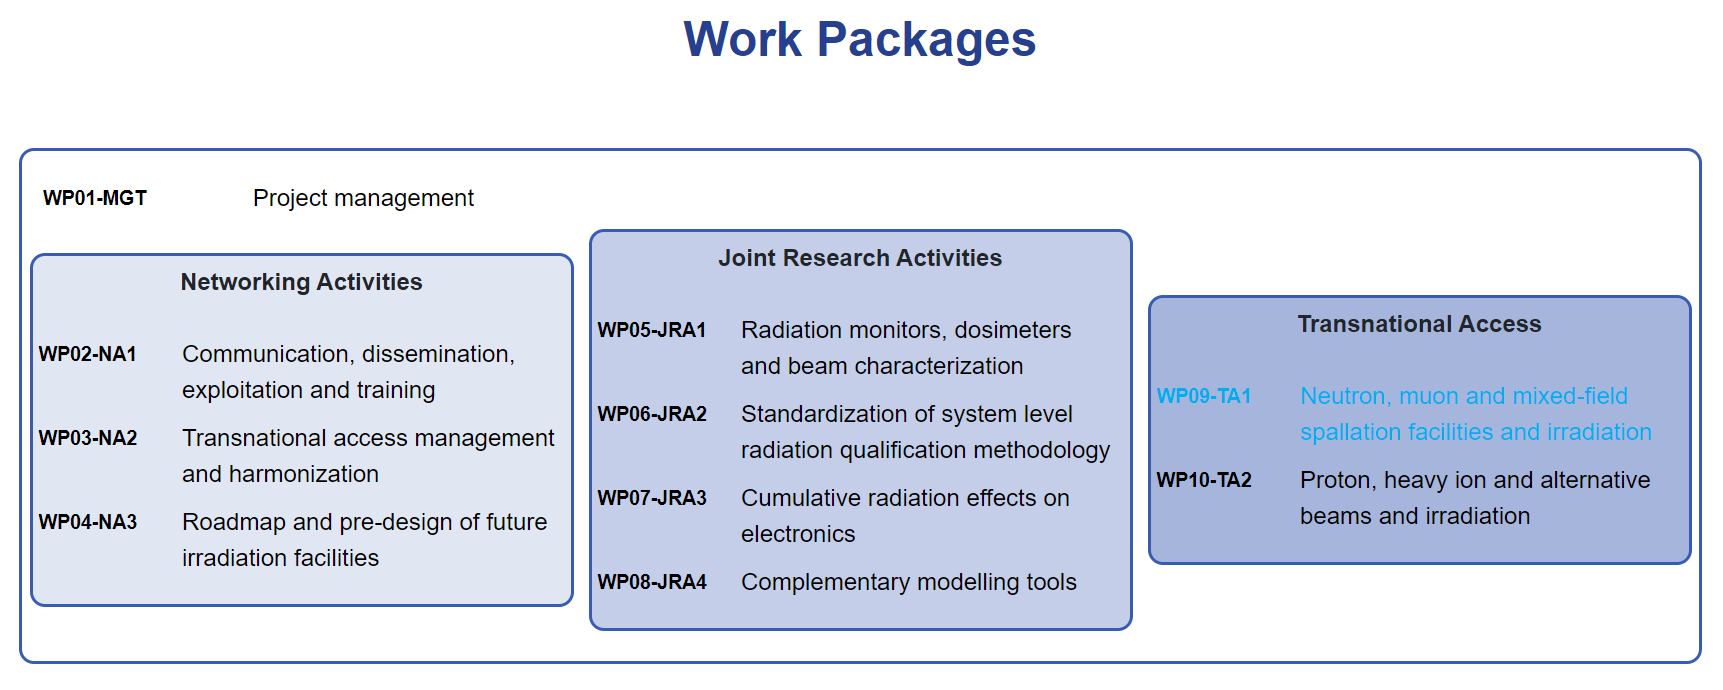 Work Packages
WP01-MGT Project management
Networking Activities
WP02-NA1 Communication, dissemination,
exploitation and training
WP03-NA2 Transnational access management
and harmonization
WP04-NA3 Roadmap and pre-design of future
irradiation facilities
Joint Research Activities
WP05-JRA1 Radiation monitors, dosimeters
and beam characterization
WP06-JRA2 Standardization of system level
radiation qualification methodology
WP07-JRA3 Cumulative radiation effects on
electronics
WP08-JRA4 Complementary modelling tools
Transnational Access
WP09-TA1 Neutron, muon and mixed-field
spallation facilities and irradiation
WP10-TA2 Proton, heavy ion and alternative
beams and irradiation